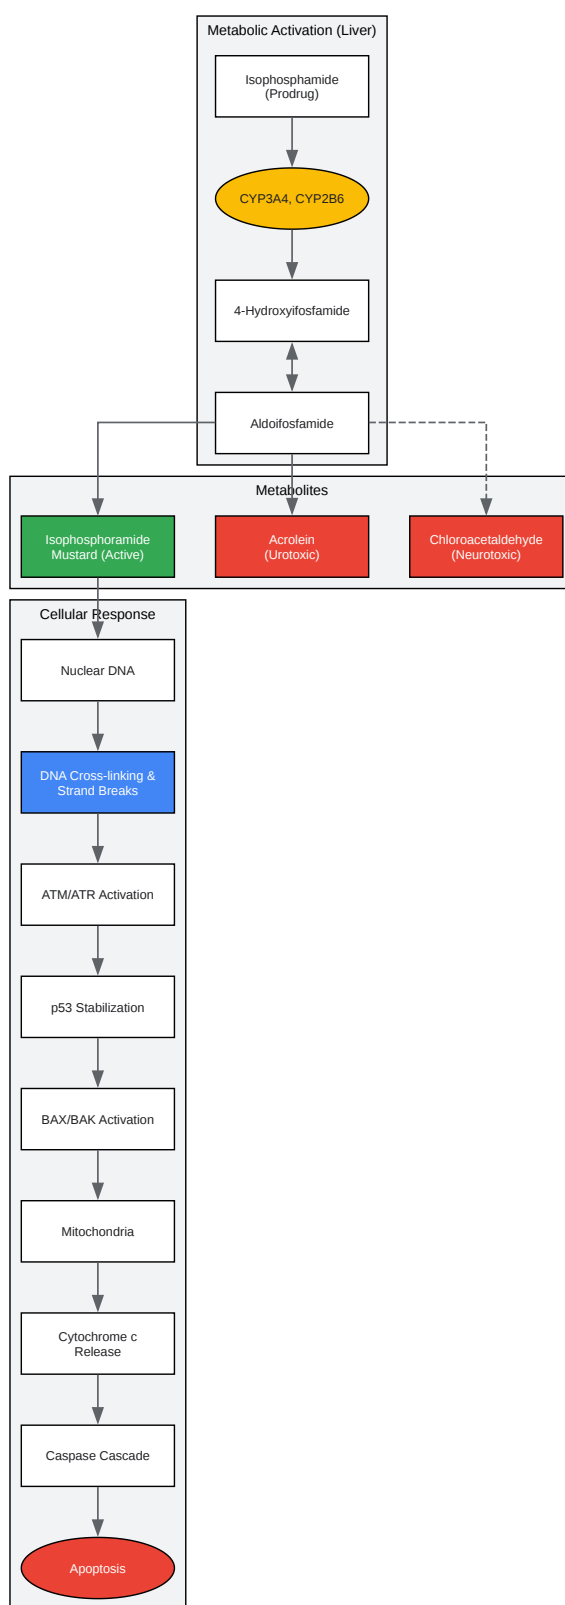 Metabolic Activation (Liver)
Isophosphamide
(Prodrug)
CYP3A4, CYP2B6
4-Hydroxyifosfamide
Aldoifosfamide
Metabolites
Isophosphoramide
Mustard (Active)
Acrolein
(Urotoxic)
Chloroacetaldehyde
(Neurotoxic)
Cellular Response
Nuclear DNA
DNA Cross-linking &
Strand Breaks
ATM/ATR Activation
p53 Stabilization
BAX/BAK Activation
Mitochondria
Cytochrome c
Release
Caspase Cascade
Apoptosis